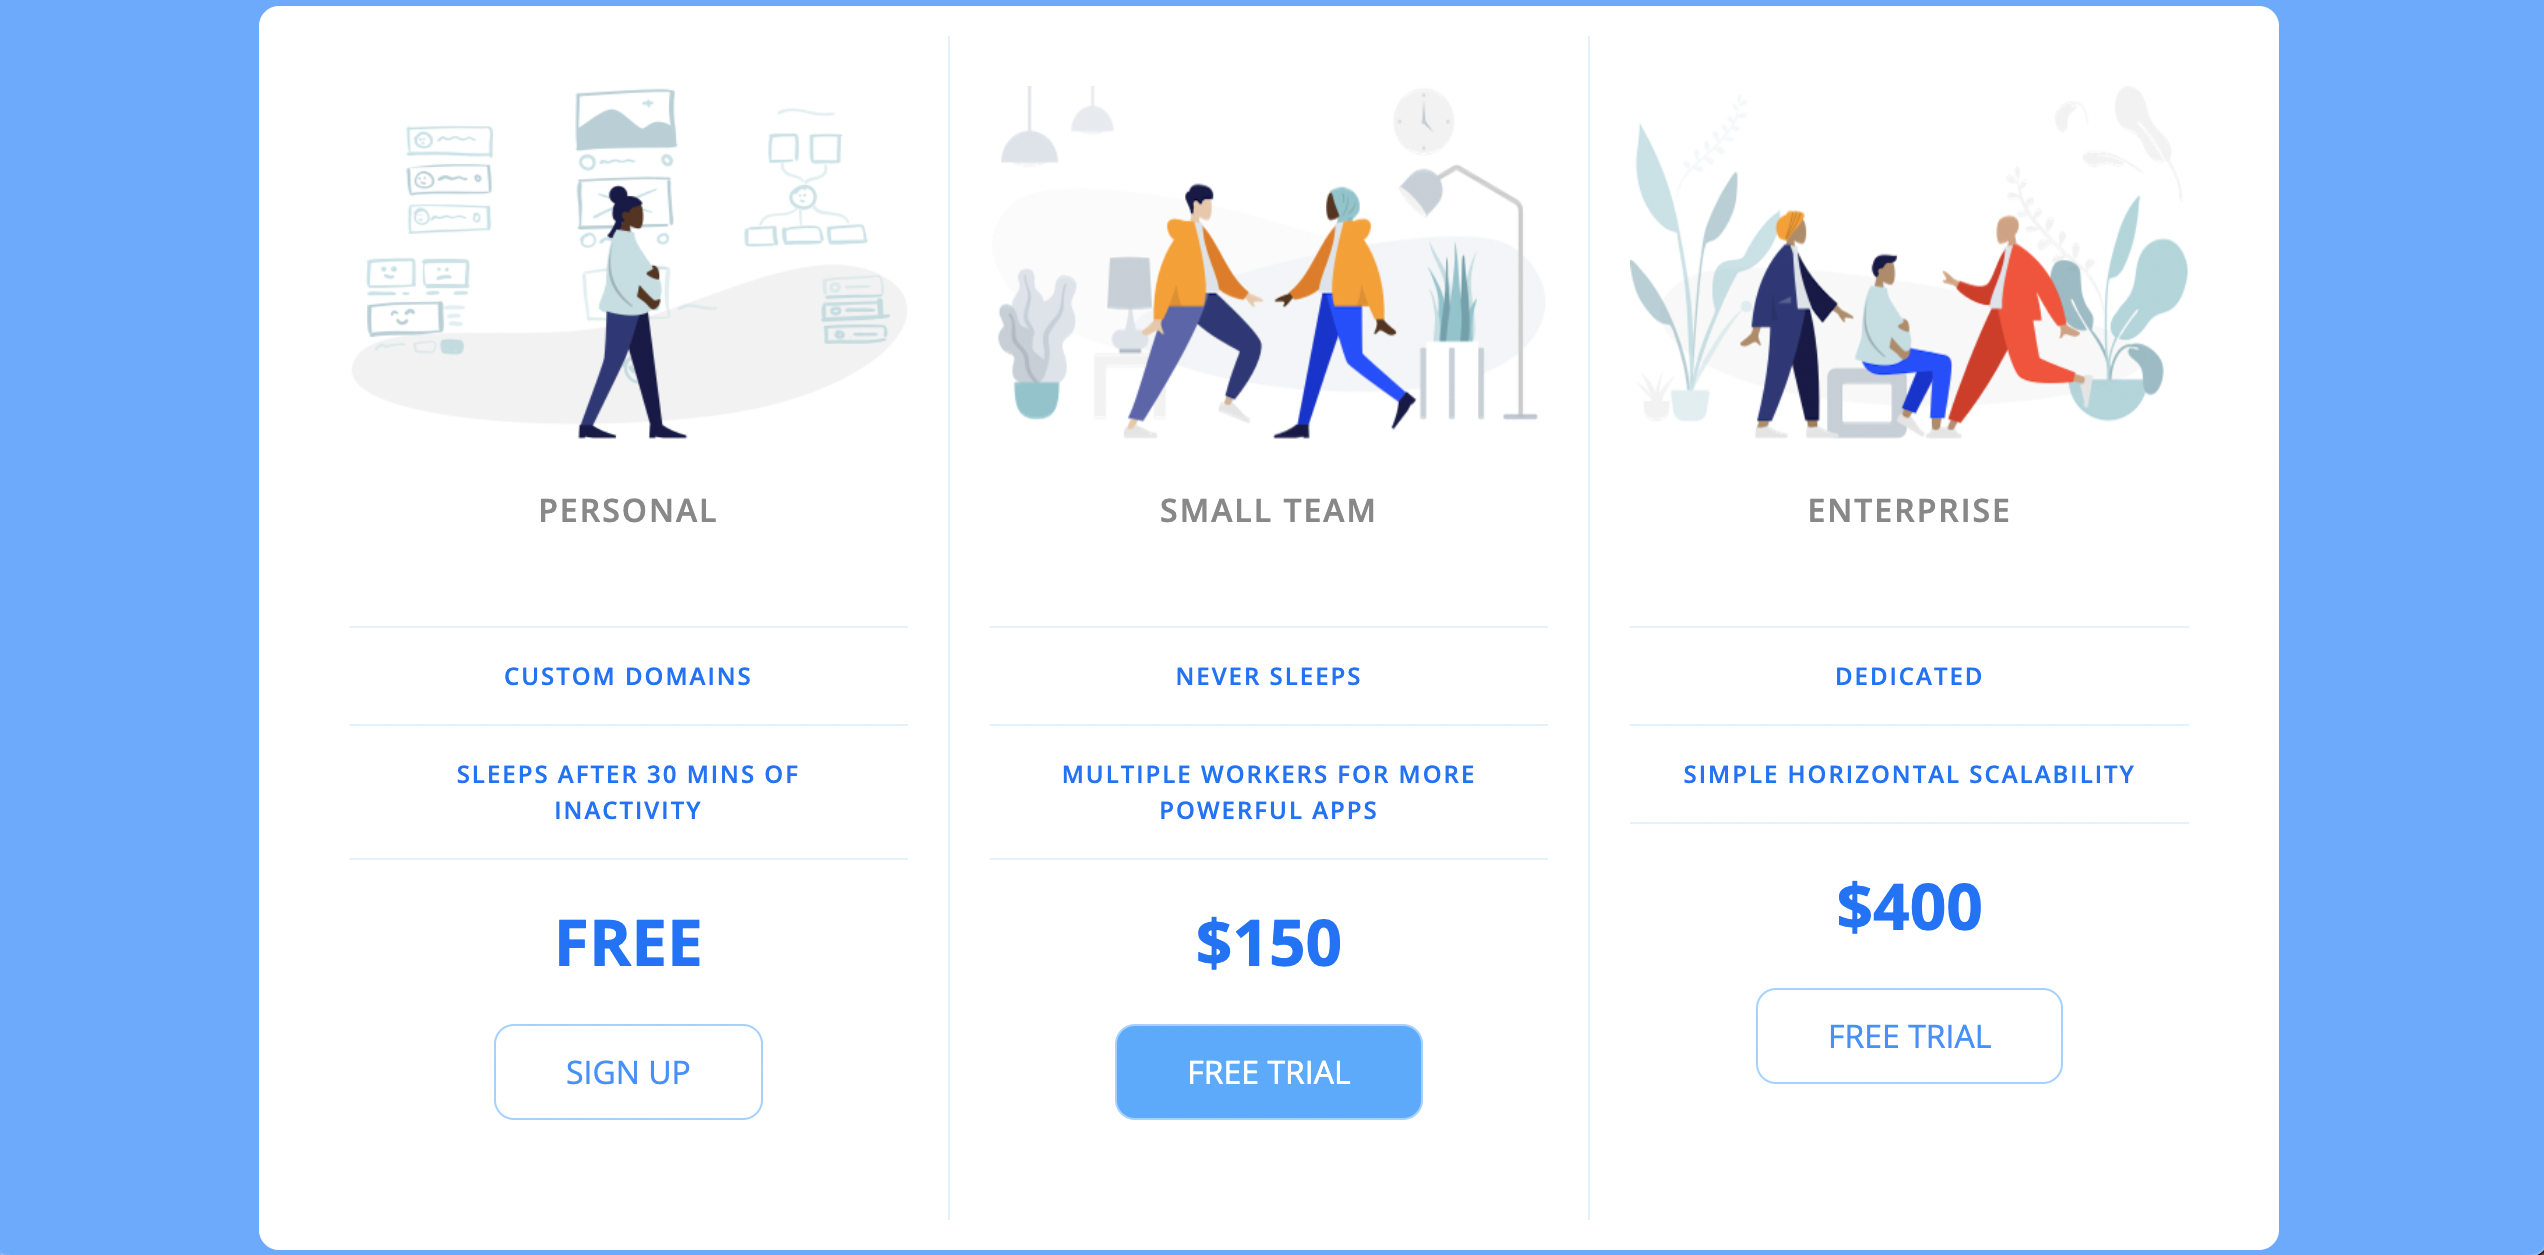 PERSONAL
CUSTOM DOMAINS
SLEEPS AFTER 30 MINS OF
INACTIVITY
FREE
SIGN UP
SMALL TEAM
NEVER SLEEPS
MULTIPLE WORKERS FOR MORE
POWERFUL APPS
$150
FREE TRIAL
ENTERPRISE
DEDICATED
SIMPLE HORIZONTAL SCALABILITY
$400
FREE TRIAL